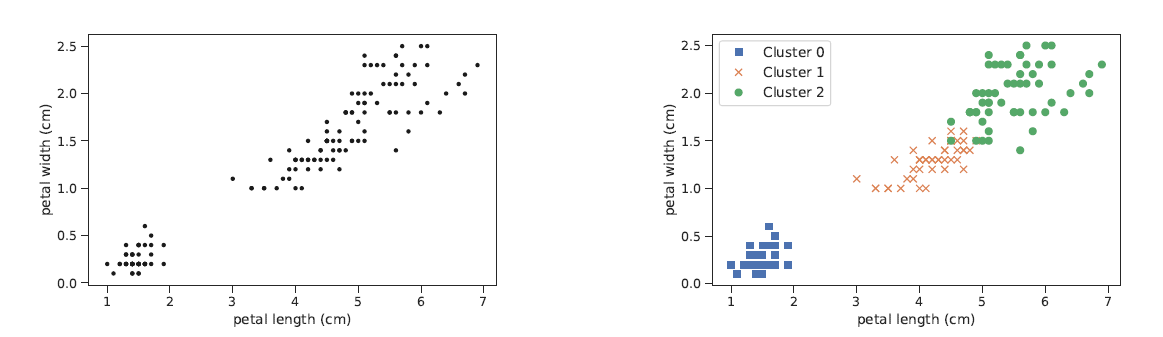 2.5
2.0
1.5
1.0
0.5
0.0
petal width (cm)
1 2 3 4 5 6 7
petal length (cm)
2.5
2.0
1.5
1.0
0.5
0.0
petal width (cm)
Cluster 0
Cluster 1
Cluster 2
1 2 3 4 5 6 7
petal length (cm)